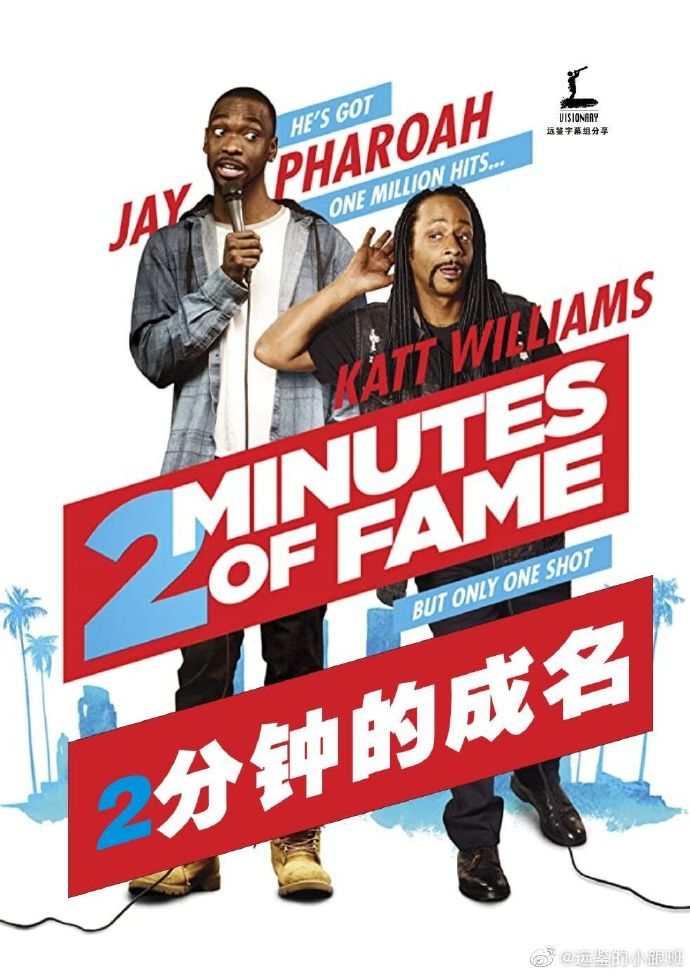 VISIONARY
远鉴字幕组分享
HE'S GOT
JAY PHAROAH
ONE MILLION HITS...
KATT WILLIAMS
2 MINUTES
OF FAME
BUT ONLY ONE SHOT
2分钟的成名
@远鉴的小跟班